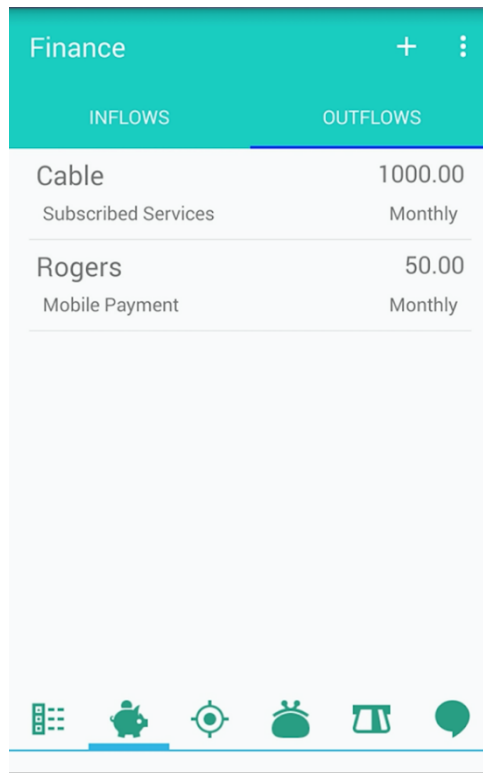 Finance
INFLOWS OUTFLOWS
Cable 1000.00
Subscribed Services Monthly
Rogers 50.00
Mobile Payment Monthly